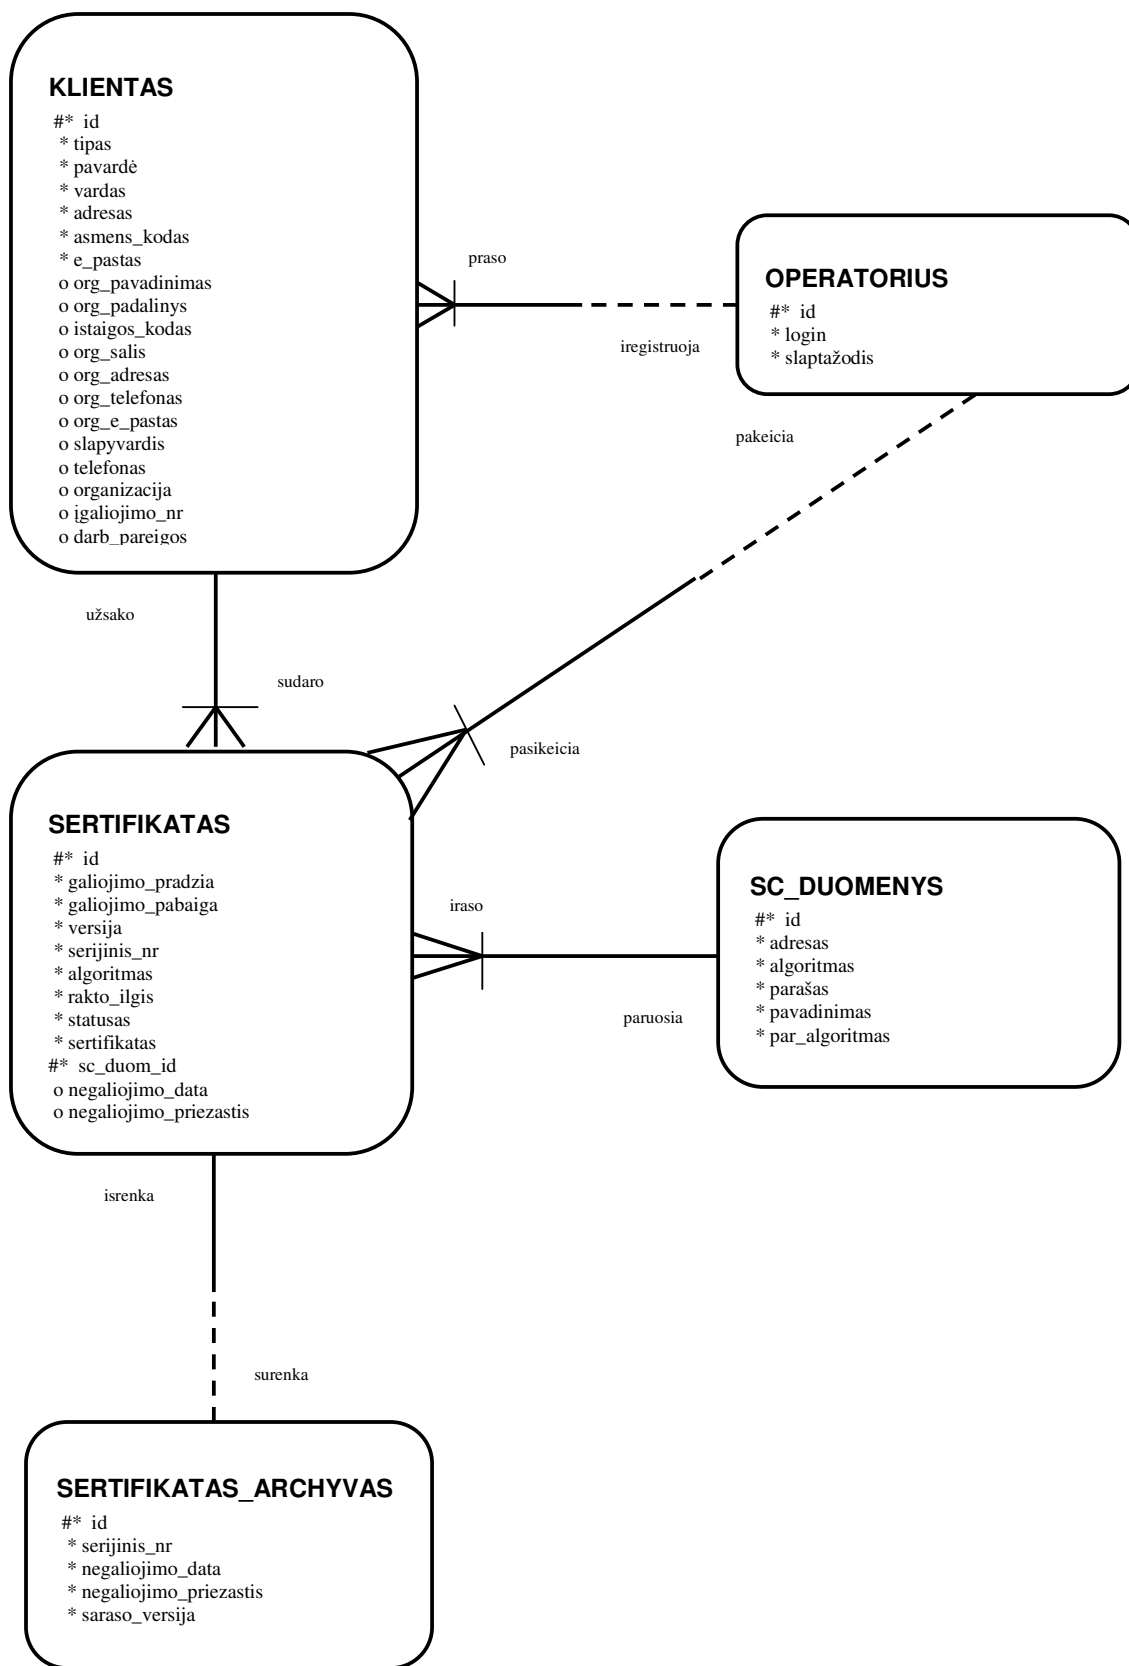 KLIENTAS
#* id
* tipas
* pavardė
* vardas
* adresas
* asmens_kodas
* e_pastas
o org_pavadinimas
o org_padalinys
o istaigos_kodas
o org_salis
o org_adresas
o org_telefonas
o org_e_pastas
o slapyvardis
o telefonas
o organizacija
o įgaliojimo_nr
o darb_pareigos
praso
iregistruoja
OPERATORIUS
#* id
* login
* slaptažodis
pakeicia
užsako
sudaro
pasikeicia
SERTIFIKATAS
#* id
* galiojimo_pradzia
* galiojimo_pabaiga
* versija
* serijinis_nr
* algoritmas
* rakto_ilgis
* statusas
* sertifikatas
#* sc_duom_id
o negaliojimo_data
o negaliojimo_priezastis
iraso
paruosia
SC_DUOMENYS
#* id
* adresas
* algoritmas
* parašas
* pavadinimas
* par_algoritmas
isrenka
surenka
SERTIFIKATAS_ARCHYVAS
#* id
* serijinis_nr
* negaliojimo_data
* negaliojimo_priezastis
* saraso_versija